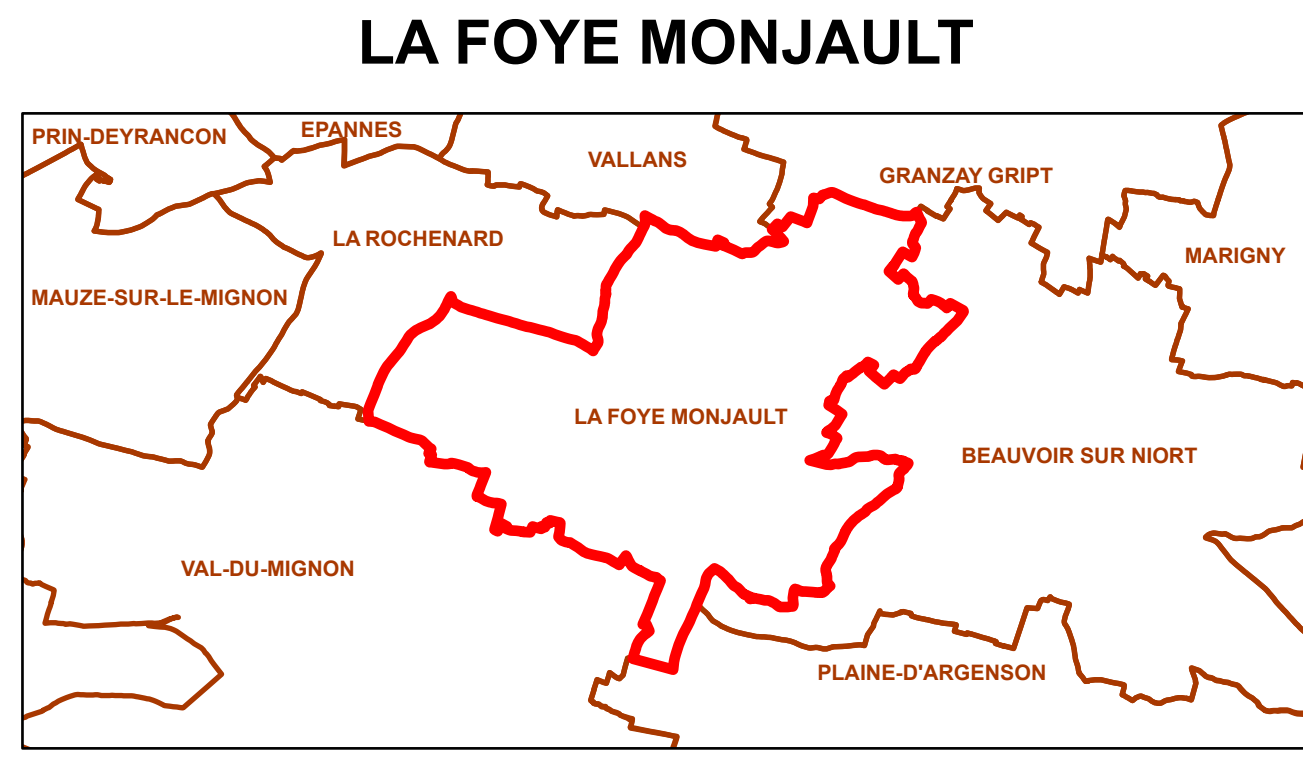 LA FOYE MONJAULT
PRIN-DEYRANCON
EPANNES
VALLANS
GRANZAY GRIPT
LA ROCHENARD
MARIGNY
MAUZE-SUR-LE-MIGNON
LA FOYE MONJAULT
BEAUVOIR SUR NIORT
VAL-DU-MIGNON
PLAINE-D'ARGENSON